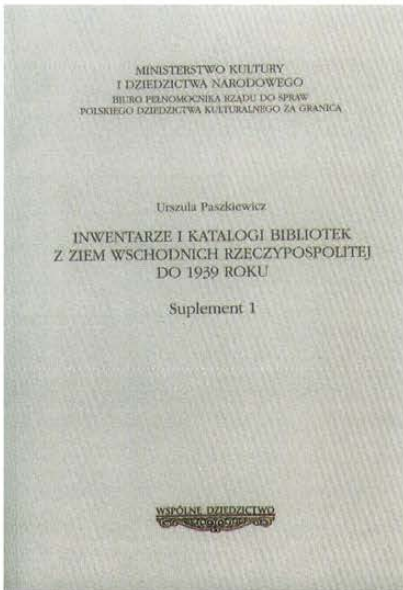 MINISTERSTWO KULTURY
I DZIEDZICTWA NARODOWEGO
BIURO PEŁNOMOCNIKA RZĄDU DO SPRAW
POLSKIEGO DZIEDZICTWA KULTURALNEGO ZA GRANICĄ
Urszula Paszkiewicz
INWENTARZE I KATALOGI BIBLIOTEK
Z ZIEM WSCHODNICH RZECZYPOSPOLITEJ
DO 1939 ROKU
Suplement 1
WSPÓLNE DZIEDZICTWO